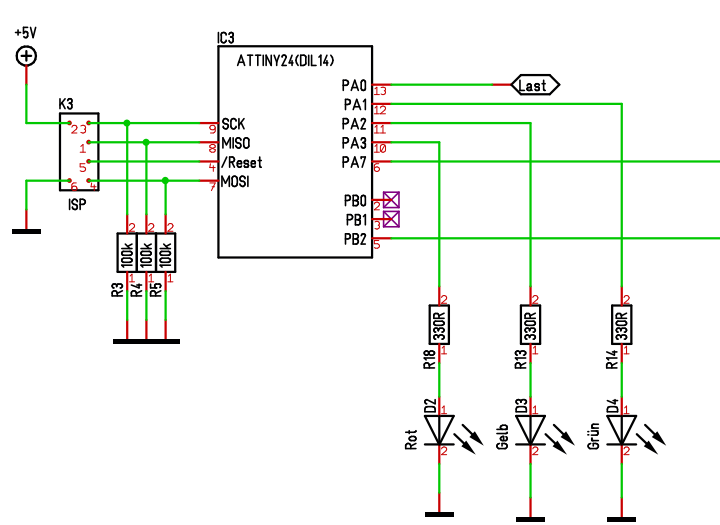 +5V
IC3
ATTINY24(DIL14)
PA0
13
Last
K3
PA1
12
2
3
9
SCK
PA2
11
1
8
MISO
PA3
10
5
4
/Reset
PA7
6
6
4
7
MOSI
ISP
PB0
2
PB1
3
PB2
5
2
2
2
100k
100k
100k
1
1
1
R3
R4
R5
2
2
2
330R
330R
330R
1
1
1
R18
R13
R14
D2
D3
D4
1
1
1
Rot
Gelb
Grün
2
2
2